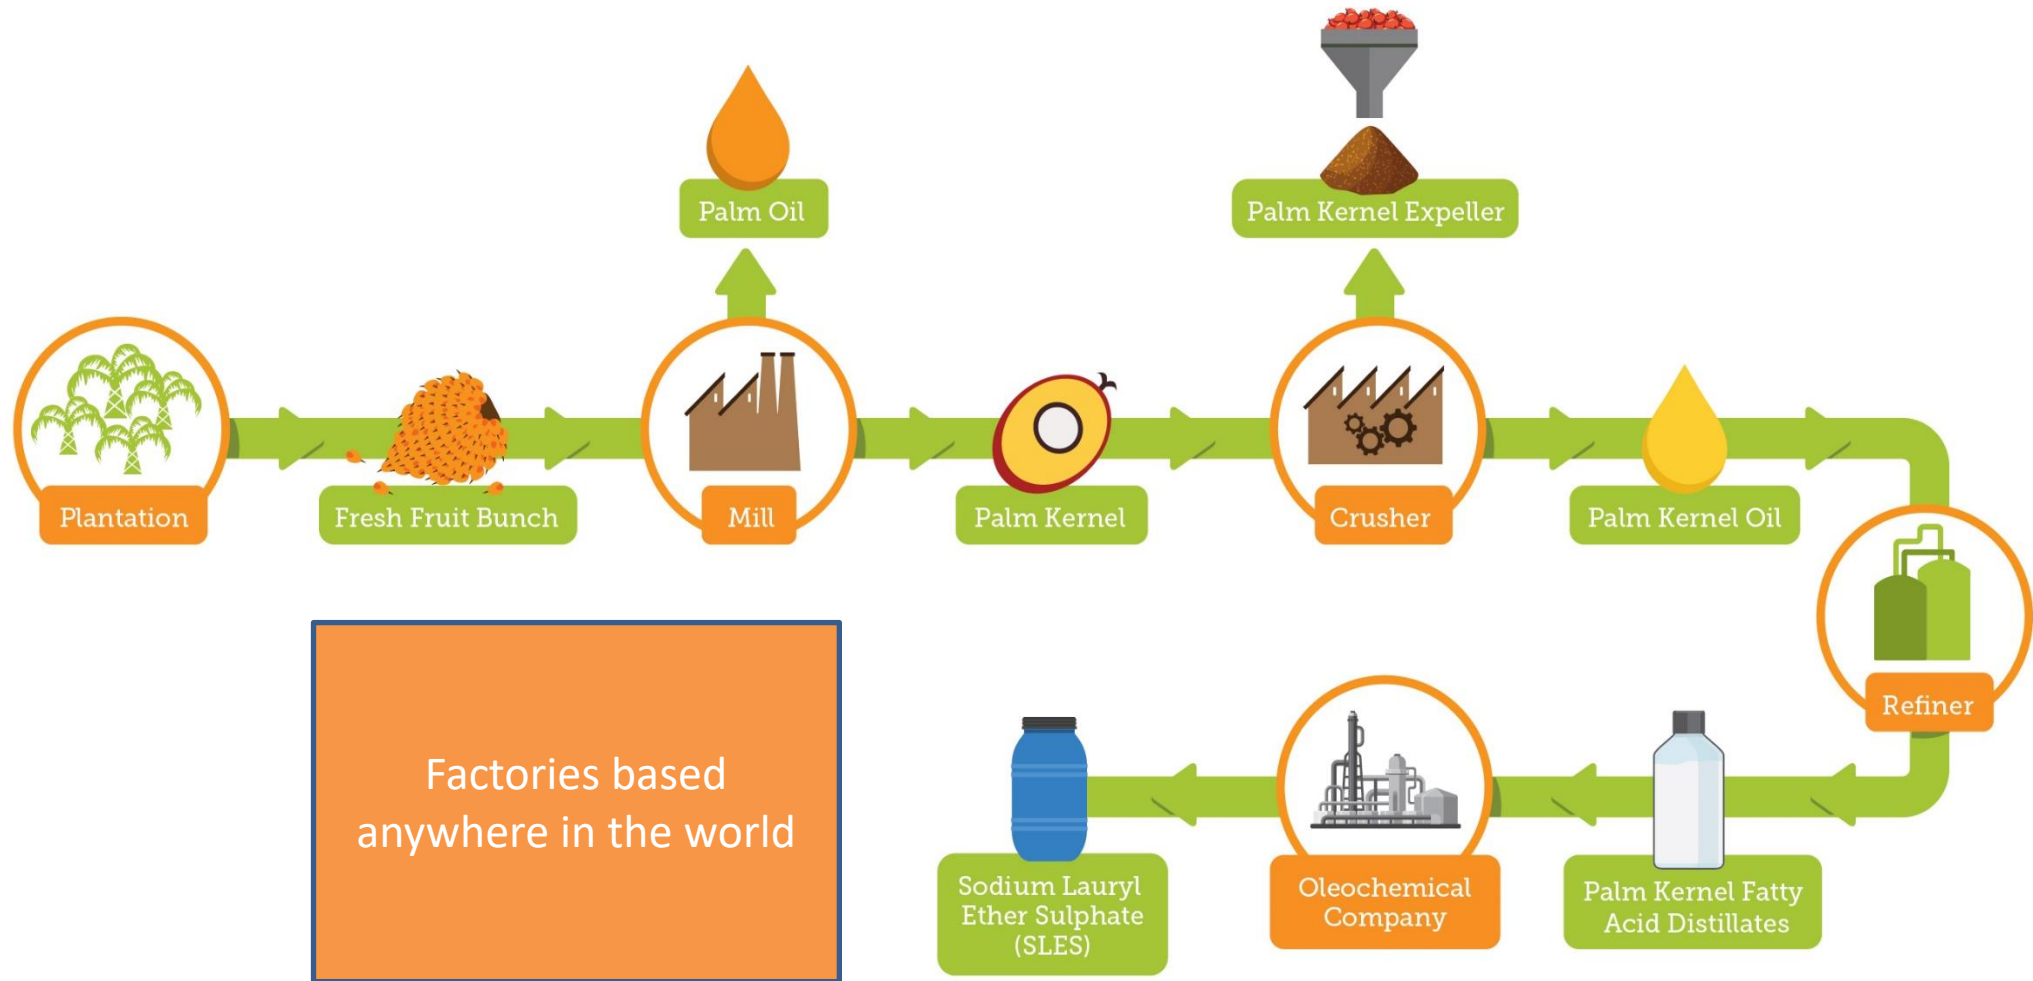 Palm Oil
Palm Kernel Expeller
Plantation
Fresh Fruit Bunch
Mill
Palm Kernel
Crusher
Palm Kernel Oil
Refiner
Factories based
anywhere in the world
Sodium Lauryl
Ether Sulphate
(SLES)
Oleochemical
Company
Palm Kernel Fatty
Acid Distillates